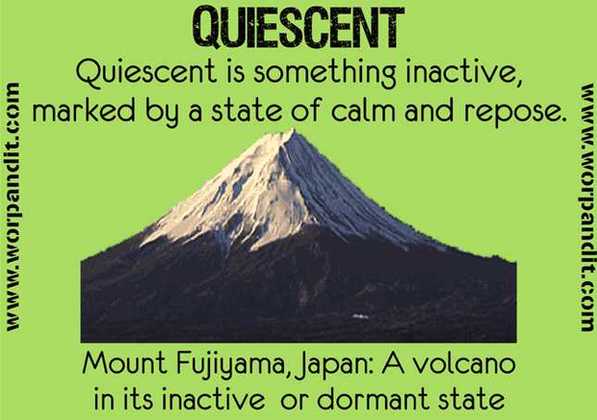 QUIESCENT
Quiescent is something inactive,
marked by a state of calm and repose.
www.worpandit.com
www.worpandit.com
Mount Fujiyama, Japan: A volcano
in its inactive or dormant state